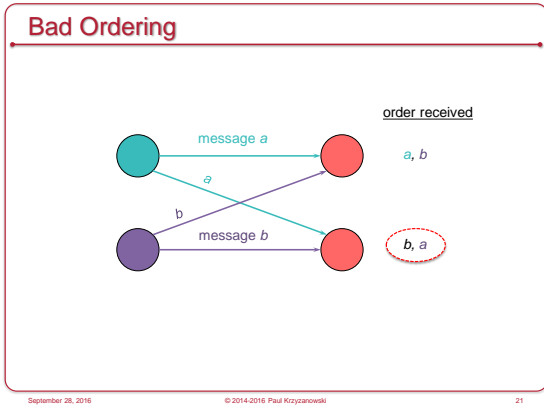 Bad Ordering
order received
message a
a, b
a
b
message b
b, a
September 28, 2016
© 2014-2016 Paul Krzyzanowski
21